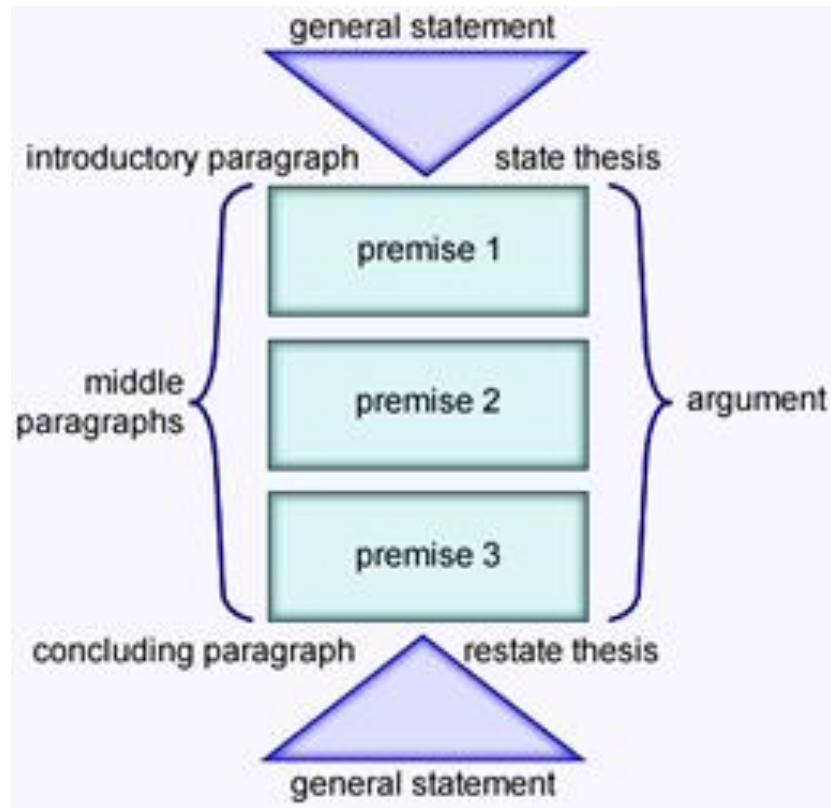 general statement
introductory paragraph
state thesis
premise 1
middle
paragraphs
premise 2
argument
premise 3
concluding paragraph
restate thesis
general statement